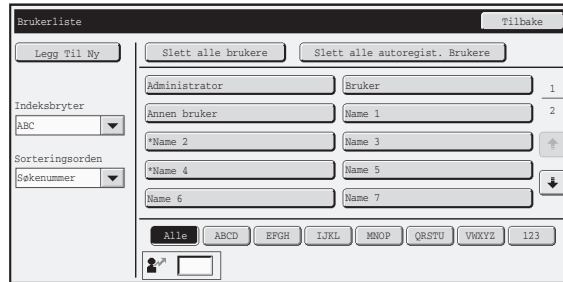 Brukerliste Tilbake
Legg Til Ny Slett alle brukere Slett alle autoregist. Brukere
Administrator Bruker 1
Indeksbryter
Annen bruker Name 1 2
ABC
*Name 2 Name 3
Sorteringsorden
*Name 4 Name 5
Søkenummer
Name 6 Name 7
Alle ABCD EFGH IJKL MNOP QRSTU VWXYZ 123